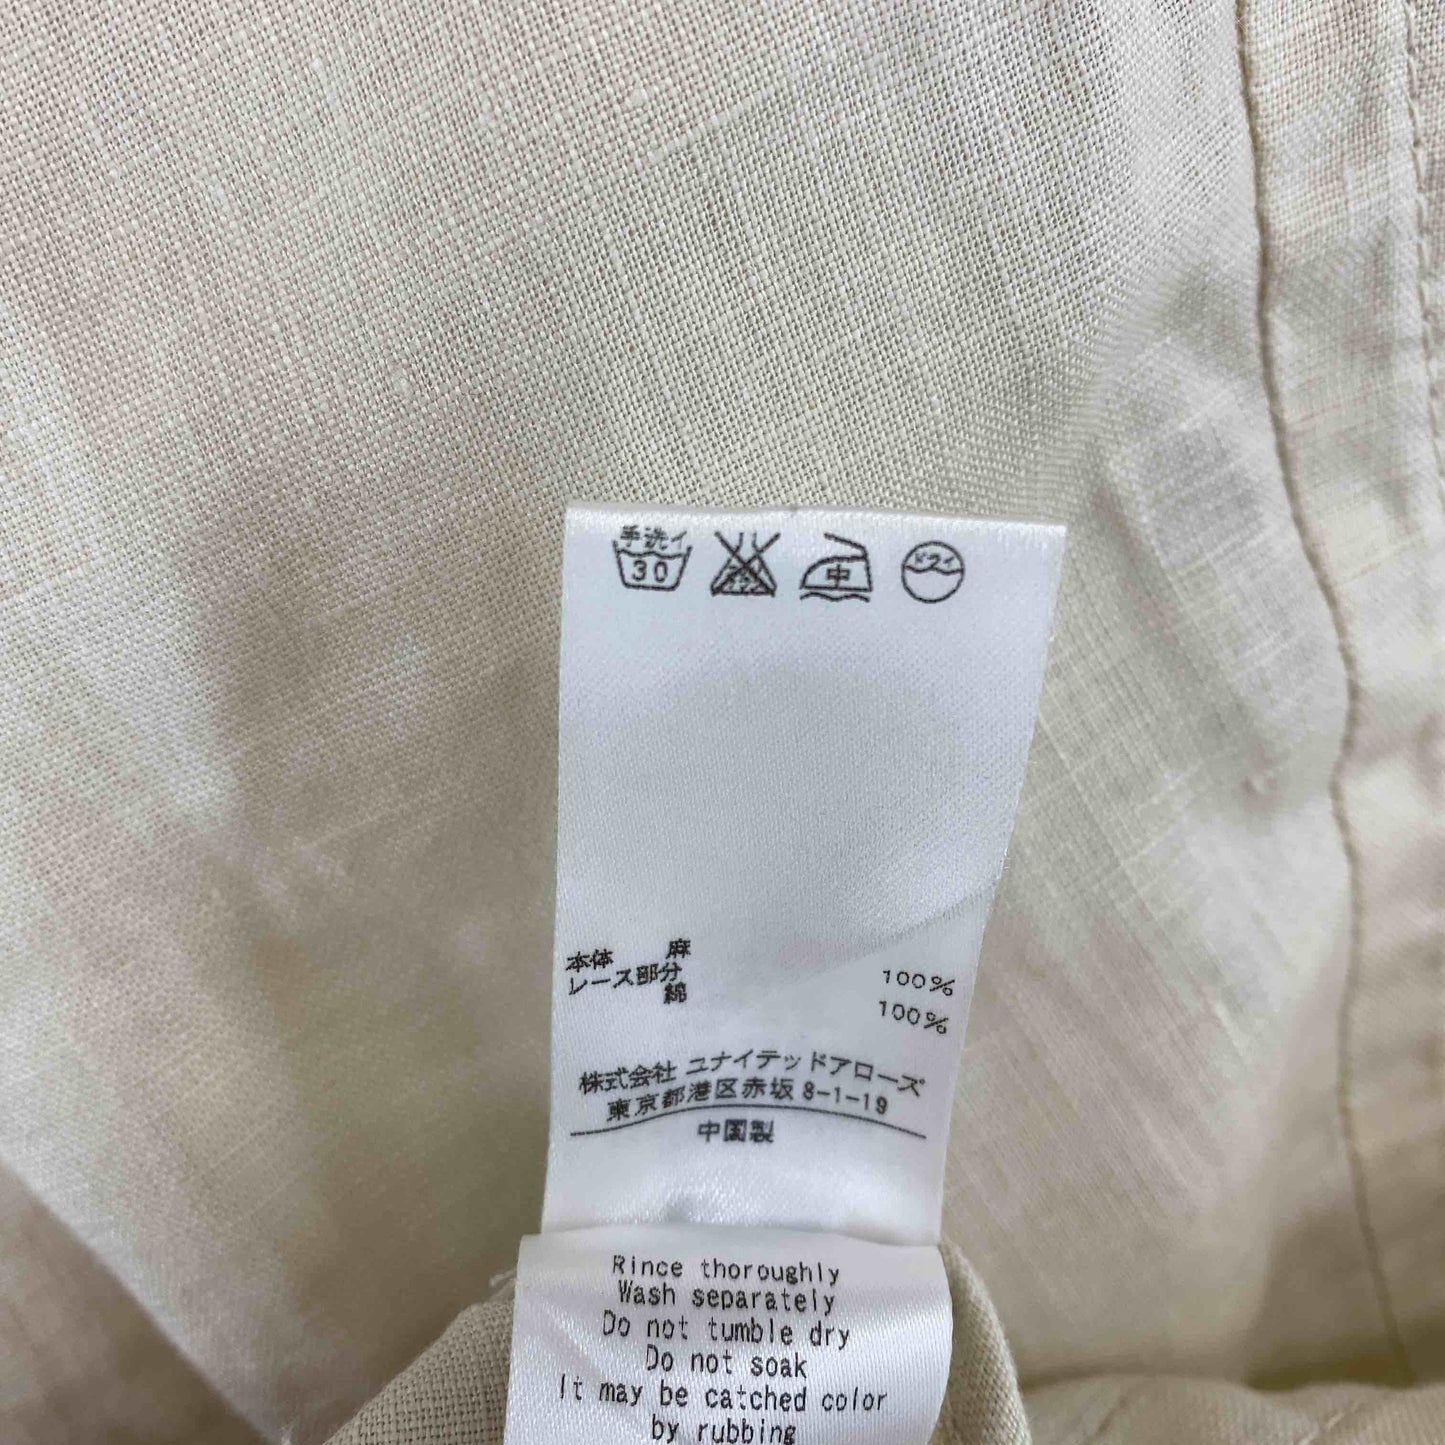 手洗イ
30
中
ドライ
本体 麻 100%
レース部分
綿 100%
株式会社 ユナイテッドアローズ
東京都港区赤坂 8-1-19
中国製
Rince thoroughly
Wash separately
Do not tumble dry
Do not soak
It may be catched color
by rubbing